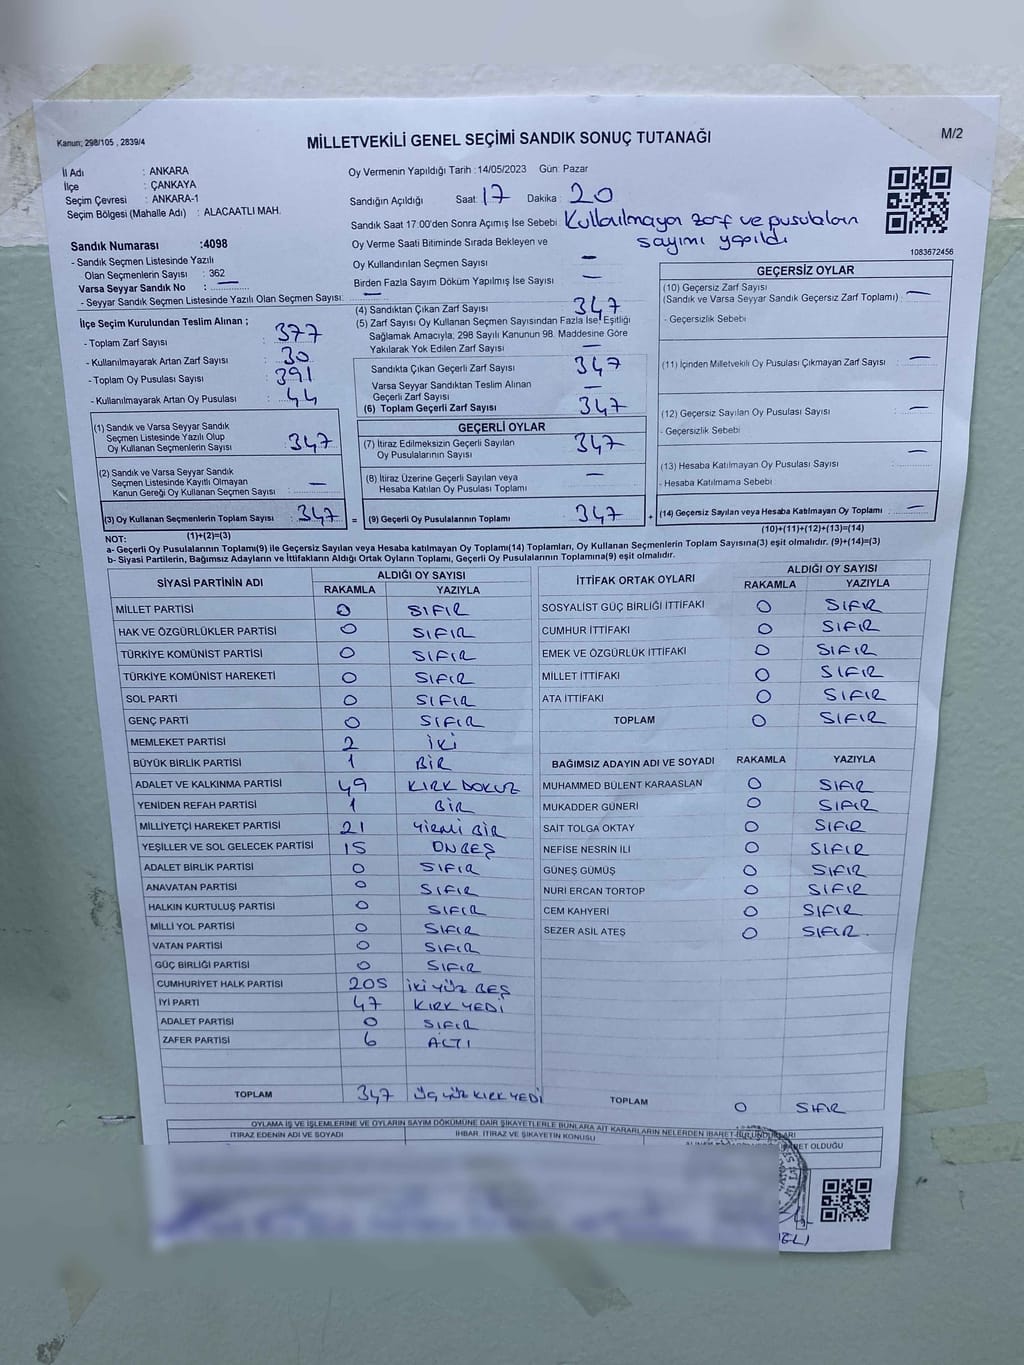 Kanun; 298/105 , 2839/4
MİLLETVEKİLİ GENEL SEÇİMİ SANDIK SONUÇ TUTANAĞI
M/2
İl Adı : ANKARA
İlçe : ÇANKAYA
Seçim Çevresi : ANKARA-1
Seçim Bölgesi (Mahalle Adı) : ALACAATLI MAH.
Sandık Numarası :4098
- Sandık Seçmen Listesinde Yazılı
Olan Seçmenlerin Sayısı : 362
Varsa Seyyar Sandık No : —
- Seyyar Sandık Seçmen Listesinde Yazılı Olan Seçmen Sayısı: —
Oy Vermenin Yapıldığı Tarih :14/05/2023 Gün: Pazar
Sandığın Açıldığı Saat: 17 Dakika: 20
Sandık Saat 17:00'den Sonra Açımış İse Sebebi: Kullanılmayan zarf ve pusulaların
sayımı yapıldı
Oy Verme Saati Bitiminde Sırada Bekleyen ve
Oy Kullandırılan Seçmen Sayısı —
Birden Fazla Sayım Döküm Yapılmış İse Sayısı: —
1083672456
İlçe Seçim Kurulundan Teslim Alınan ;
- Toplam Zarf Sayısı : 377
- Kullanılmayarak Artan Zarf Sayısı : 30
- Toplam Oy Pusulası Sayısı : 391
- Kullanılmayarak Artan Oy Pusulası : 44
(1) Sandık ve Varsa Seyyar Sandık
Seçmen Listesinde Yazılı Olup
Oy Kullanan Seçmenlerin Sayısı : 347
(2) Sandık ve Varsa Seyyar Sandık
Seçmen Listesinde Kayıtlı Olmayan
Kanun Gereği Oy Kullanan Seçmen Sayısı : —
(3) Oy Kullanan Seçmenlerin Toplam Sayısı : 347
(4) Sandıktan Çıkan Zarf Sayısı : 347
(5) Zarf Sayısı Oy Kullanan Seçmen Sayısından Fazla İse, Eşitliği
Sağlamak Amacıyla; 298 Sayılı Kanunun 98. Maddesine Göre
Yakılarak Yok Edilen Zarf Sayısı : —
Sandıkta Çıkan Geçerli Zarf Sayısı : 347
Varsa Seyyar Sandıktan Teslim Alınan
Geçerli Zarf Sayısı : —
(6) Toplam Geçerli Zarf Sayısı : 347
GEÇERLİ OYLAR
(7) İtiraz Edilmeksizin Geçerli Sayılan
Oy Pusulalarının Sayısı : 347
(8) İtiraz Üzerine Geçerli Sayılan veya
Hesaba Katılan Oy Pusulası Toplamı : —
= (9) Geçerli Oy Pusulalarının Toplamı : 347 +
GEÇERSİZ OYLAR
(10) Geçersiz Zarf Sayısı
(Sandık ve Varsa Seyyar Sandık Geçersiz Zarf Toplamı) : —
- Geçersizlik Sebebi
(11) İçinden Milletvekili Oy Pusulası Çıkmayan Zarf Sayısı : —
(12) Geçersiz Sayılan Oy Pusulası Sayısı : —
- Geçersizlik Sebebi
(13) Hesaba Katılmayan Oy Pusulası Sayısı : —
- Hesaba Katılmama Sebebi
(14) Geçersiz Sayılan veya Hesaba Katılmayan Oy Toplamı : —
NOT: (1)+(2)=(3)
(10)+(11)+(12)+(13)=(14)
a- Geçerli Oy Pusulalarının Toplamı(9) ile Geçersiz Sayılan veya Hesaba katılmayan Oy Toplamı(14) Toplamları, Oy Kullanan Seçmenlerin Toplam Sayısına(3) eşit olmalıdır. (9)+(14)=(3)
b- Siyasi Partilerin, Bağımsız Adayların ve İttifakların Aldığı Ortak Oyların Toplamı, Geçerli Oy Pusulalarının Toplamına(9) eşit olmalıdır.
SİYASİ PARTİNİN ADI ALDIĞI OY SAYISI
RAKAMLA YAZIYLA
MİLLET PARTİSİ 0 SIFIR
HAK VE ÖZGÜRLÜKLER PARTİSİ 0 SIFIR
TÜRKİYE KOMÜNİST PARTİSİ 0 SIFIR
TÜRKİYE KOMÜNİST HAREKETİ 0 SIFIR
SOL PARTİ 0 SIFIR
GENÇ PARTİ 0 SIFIR
MEMLEKET PARTİSİ 2 İKİ
BÜYÜK BİRLİK PARTİSİ 1 BİR
ADALET VE KALKINMA PARTİSİ 49 KIRK DOKUZ
YENİDEN REFAH PARTİSİ 1 BİR
MİLLİYETÇİ HAREKET PARTİSİ 21 YİRMİ BİR
YEŞİLLER VE SOL GELECEK PARTİSİ 15 ONBEŞ
ADALET BİRLİK PARTİSİ 0 SIFIR
ANAVATAN PARTİSİ 0 SIFIR
HALKIN KURTULUŞ PARTİSİ 0 SIFIR
MİLLİ YOL PARTİSİ 0 SIFIR
VATAN PARTİSİ 0 SIFIR
GÜÇ BİRLİĞİ PARTİSİ 0 SIFIR
CUMHURİYET HALK PARTİSİ 205 İKİ YÜZ BEŞ
İYİ PARTİ 47 KIRK YEDİ
ADALET PARTİSİ 0 SIFIR
ZAFER PARTİSİ 6 ALTI
TOPLAM 347 ÜÇ YÜZ KIRK YEDİ
İTTİFAK ORTAK OYLARI ALDIĞI OY SAYISI
RAKAMLA YAZIYLA
SOSYALİST GÜÇ BİRLİĞİ İTTİFAKI 0 SIFIR
CUMHUR İTTİFAKI 0 SIFIR
EMEK VE ÖZGÜRLÜK İTTİFAKI 0 SIFIR
MİLLET İTTİFAKI 0 SIFIR
ATA İTTİFAKI 0 SIFIR
TOPLAM 0 SIFIR
BAĞIMSIZ ADAYIN ADI VE SOYADI RAKAMLA YAZIYLA
MUHAMMED BÜLENT KARAASLAN 0 SIFIR
MUKADDER GÜNERİ 0 SIFIR
SAİT TOLGA OKTAY 0 SIFIR
NEFİSE NESRİN İLİ 0 SIFIR
GÜNEŞ GÜMÜŞ 0 SIFIR
NURİ ERCAN TORTOP 0 SIFIR
CEM KAHYERİ 0 SIFIR
SEZER ASİL ATEŞ 0 SIFIR.
TOPLAM 0 SIFIR
OYLAMA İŞ VE İŞLEMLERİNE VE OYLARIN SAYIM DÖKÜMÜNE DAİR ŞİKAYETLERLE BUNLARA AİT KARARLARIN NELERDEN İBARET BULUNDUKLARI
İTİRAZ EDENİN ADI VE SOYADI İHBAR, İTİRAZ VE ŞİKAYETİN KONUSU OLDUĞU